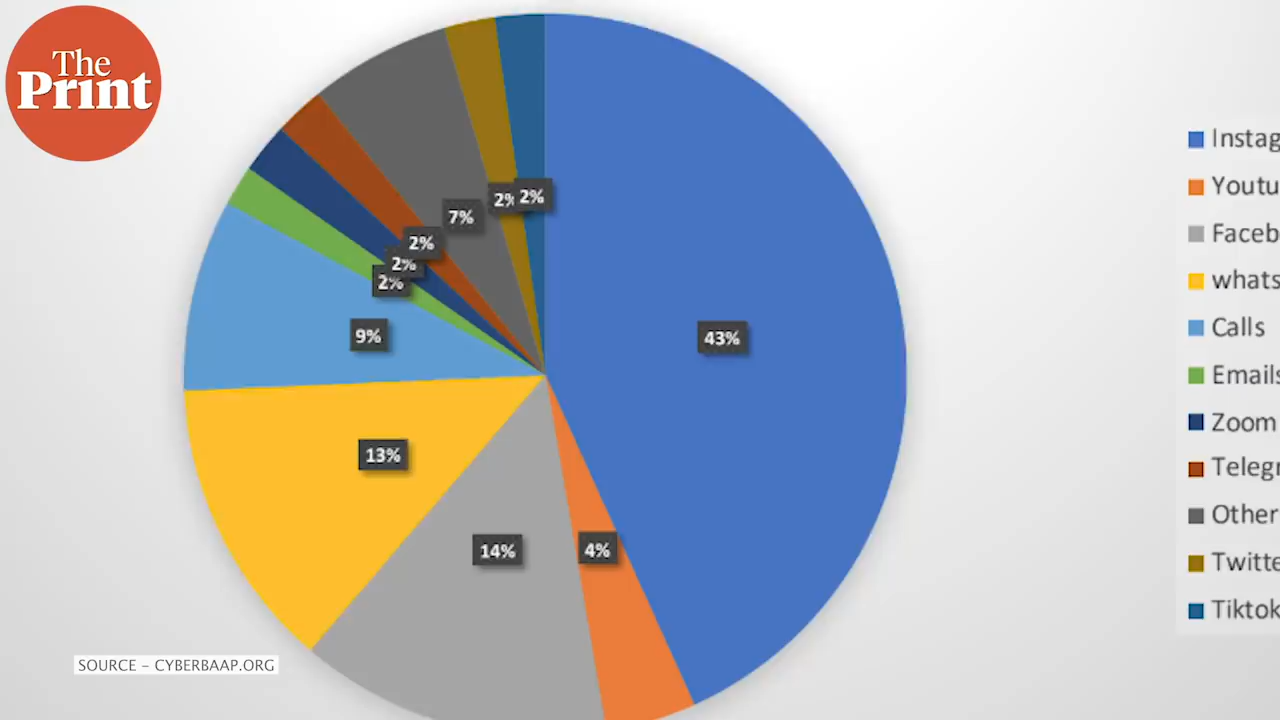 The
Print
2%
2%
7%
2%
2%
2%
9%
43%
13%
14%
4%
Instag
Youtu
Faceb
whats
Calls
Emails
Zoom
Telegr
Other
Twitte
Tiktok
SOURCE – CYBERBAAP.ORG